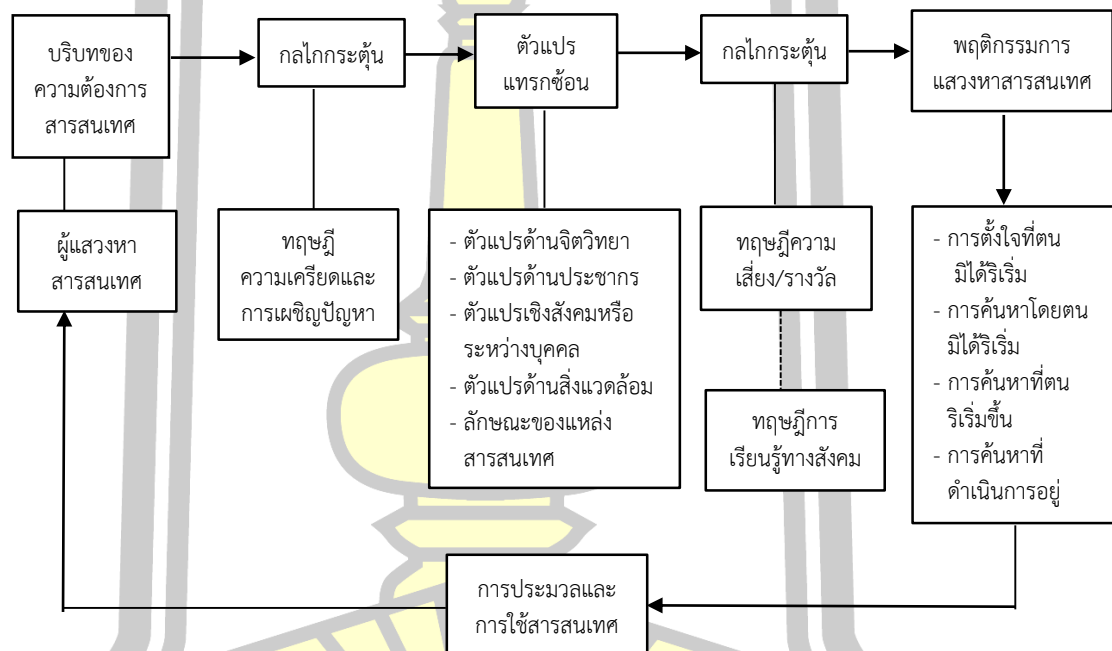 บริบทของ
ความต้องการ
สารสนเทศ
กลไกกระตุ้น
ตัวแปร
แทรกซ้อน
กลไกกระตุ้น
พฤติกรรมการ
แสวงหาสารสนเทศ
ผู้แสวงหา
สารสนเทศ
ทฤษฎี
ความเครียดและ
การเผชิญปัญหา
- ตัวแปรด้านจิตวิทยา
- ตัวแปรด้านประชากร
- ตัวแปรเชิงสังคมหรือ
ระหว่างบุคคล
- ตัวแปรด้านสิ่งแวดล้อม
- ลักษณะของแหล่ง
สารสนเทศ
ทฤษฎีความ
เสี่ยง/รางวัล
ทฤษฎีการ
เรียนรู้ทางสังคม
- การตั้งใจที่ตน
มิได้ริเริ่ม
- การค้นหาโดยตน
มิได้ริเริ่ม
- การค้นหาที่ตน
ริเริ่มขึ้น
- การค้นหาที่
ดำเนินการอยู่
การประมวลและ
การใช้สารสนเทศ